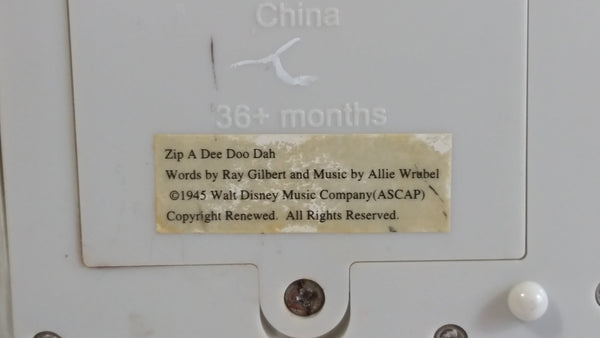 China
36+ months
Zip A Dee Doo Dah
Words by Ray Gilbert and Music by Allie Wrubel
©1945 Walt Disney Music Company(ASCAP)
Copyright Renewed. All Rights Reserved.